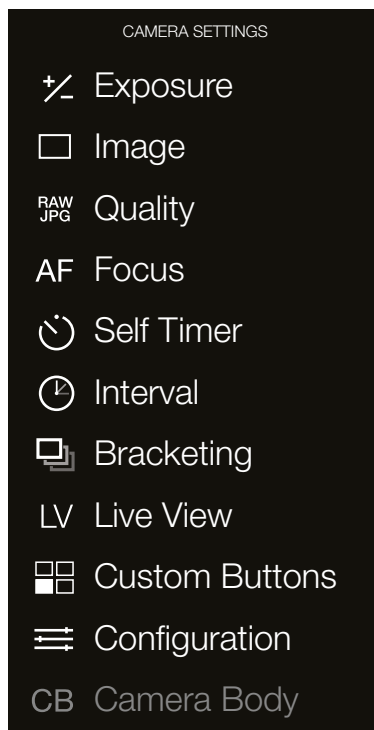 CAMERA SETTINGS
+/- Exposure
Image
RAW
JPG Quality
AF Focus
Self Timer
Interval
Bracketing
LV Live View
Custom Buttons
Configuration
CB Camera Body